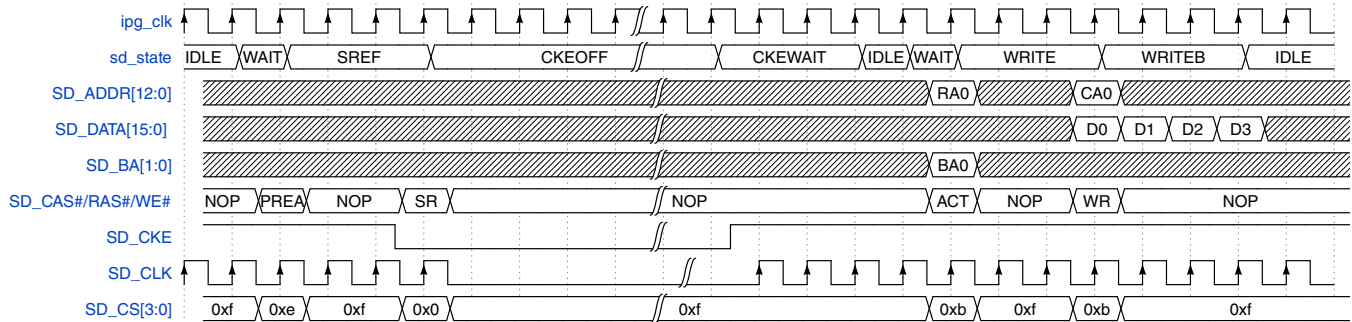 ipg_clk
sd_state IDLE WAIT SREF CKEOFF CKEWAIT IDLE WAIT WRITE WRITEB IDLE
SD_ADDR[12:0] RA0 CA0
SD_DATA[15:0] D0 D1 D2 D3
SD_BA[1:0] BA0
SD_CAS#/RAS#/WE# NOP PREA NOP SR NOP ACT NOP WR NOP
SD_CKE
SD_CLK
SD_CS[3:0] 0xf 0xe 0xf 0x0 0xf 0xb 0xf 0xb 0xf